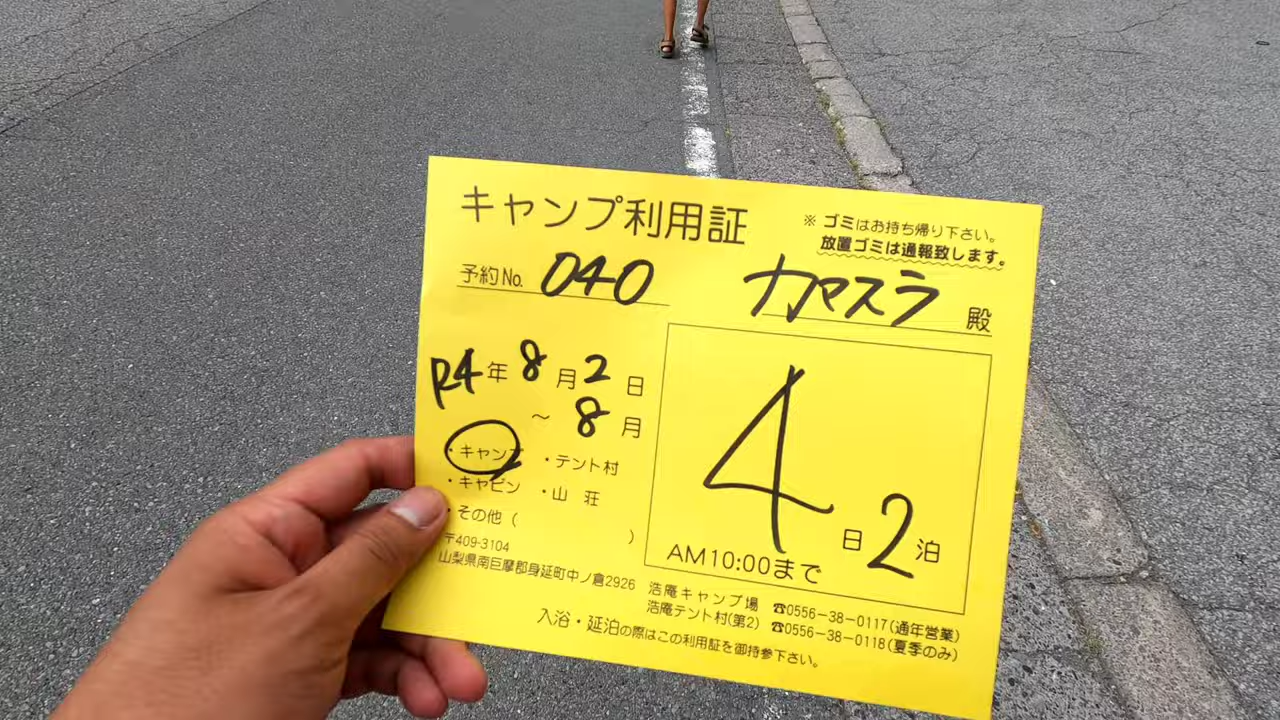 キャンプ利用証
※ ゴミはお持ち帰り下さい。
放置ゴミは通報致します。
予約No. 040
カマスラ 殿
R4年 8月 2日
～ 8月
4日 2泊
AM10:00まで
・キャンプ ・テント村
・キャビン ・山 荘
・その他( )
〒409-3104
山梨県南巨摩郡身延町中ノ倉2926
浩庵キャンプ場 ☎0556-38-0117(通年営業)
浩庵テント村(第2) ☎0556-38-0118(夏季のみ)
入浴・延泊の際はこの利用証を御持参下さい。